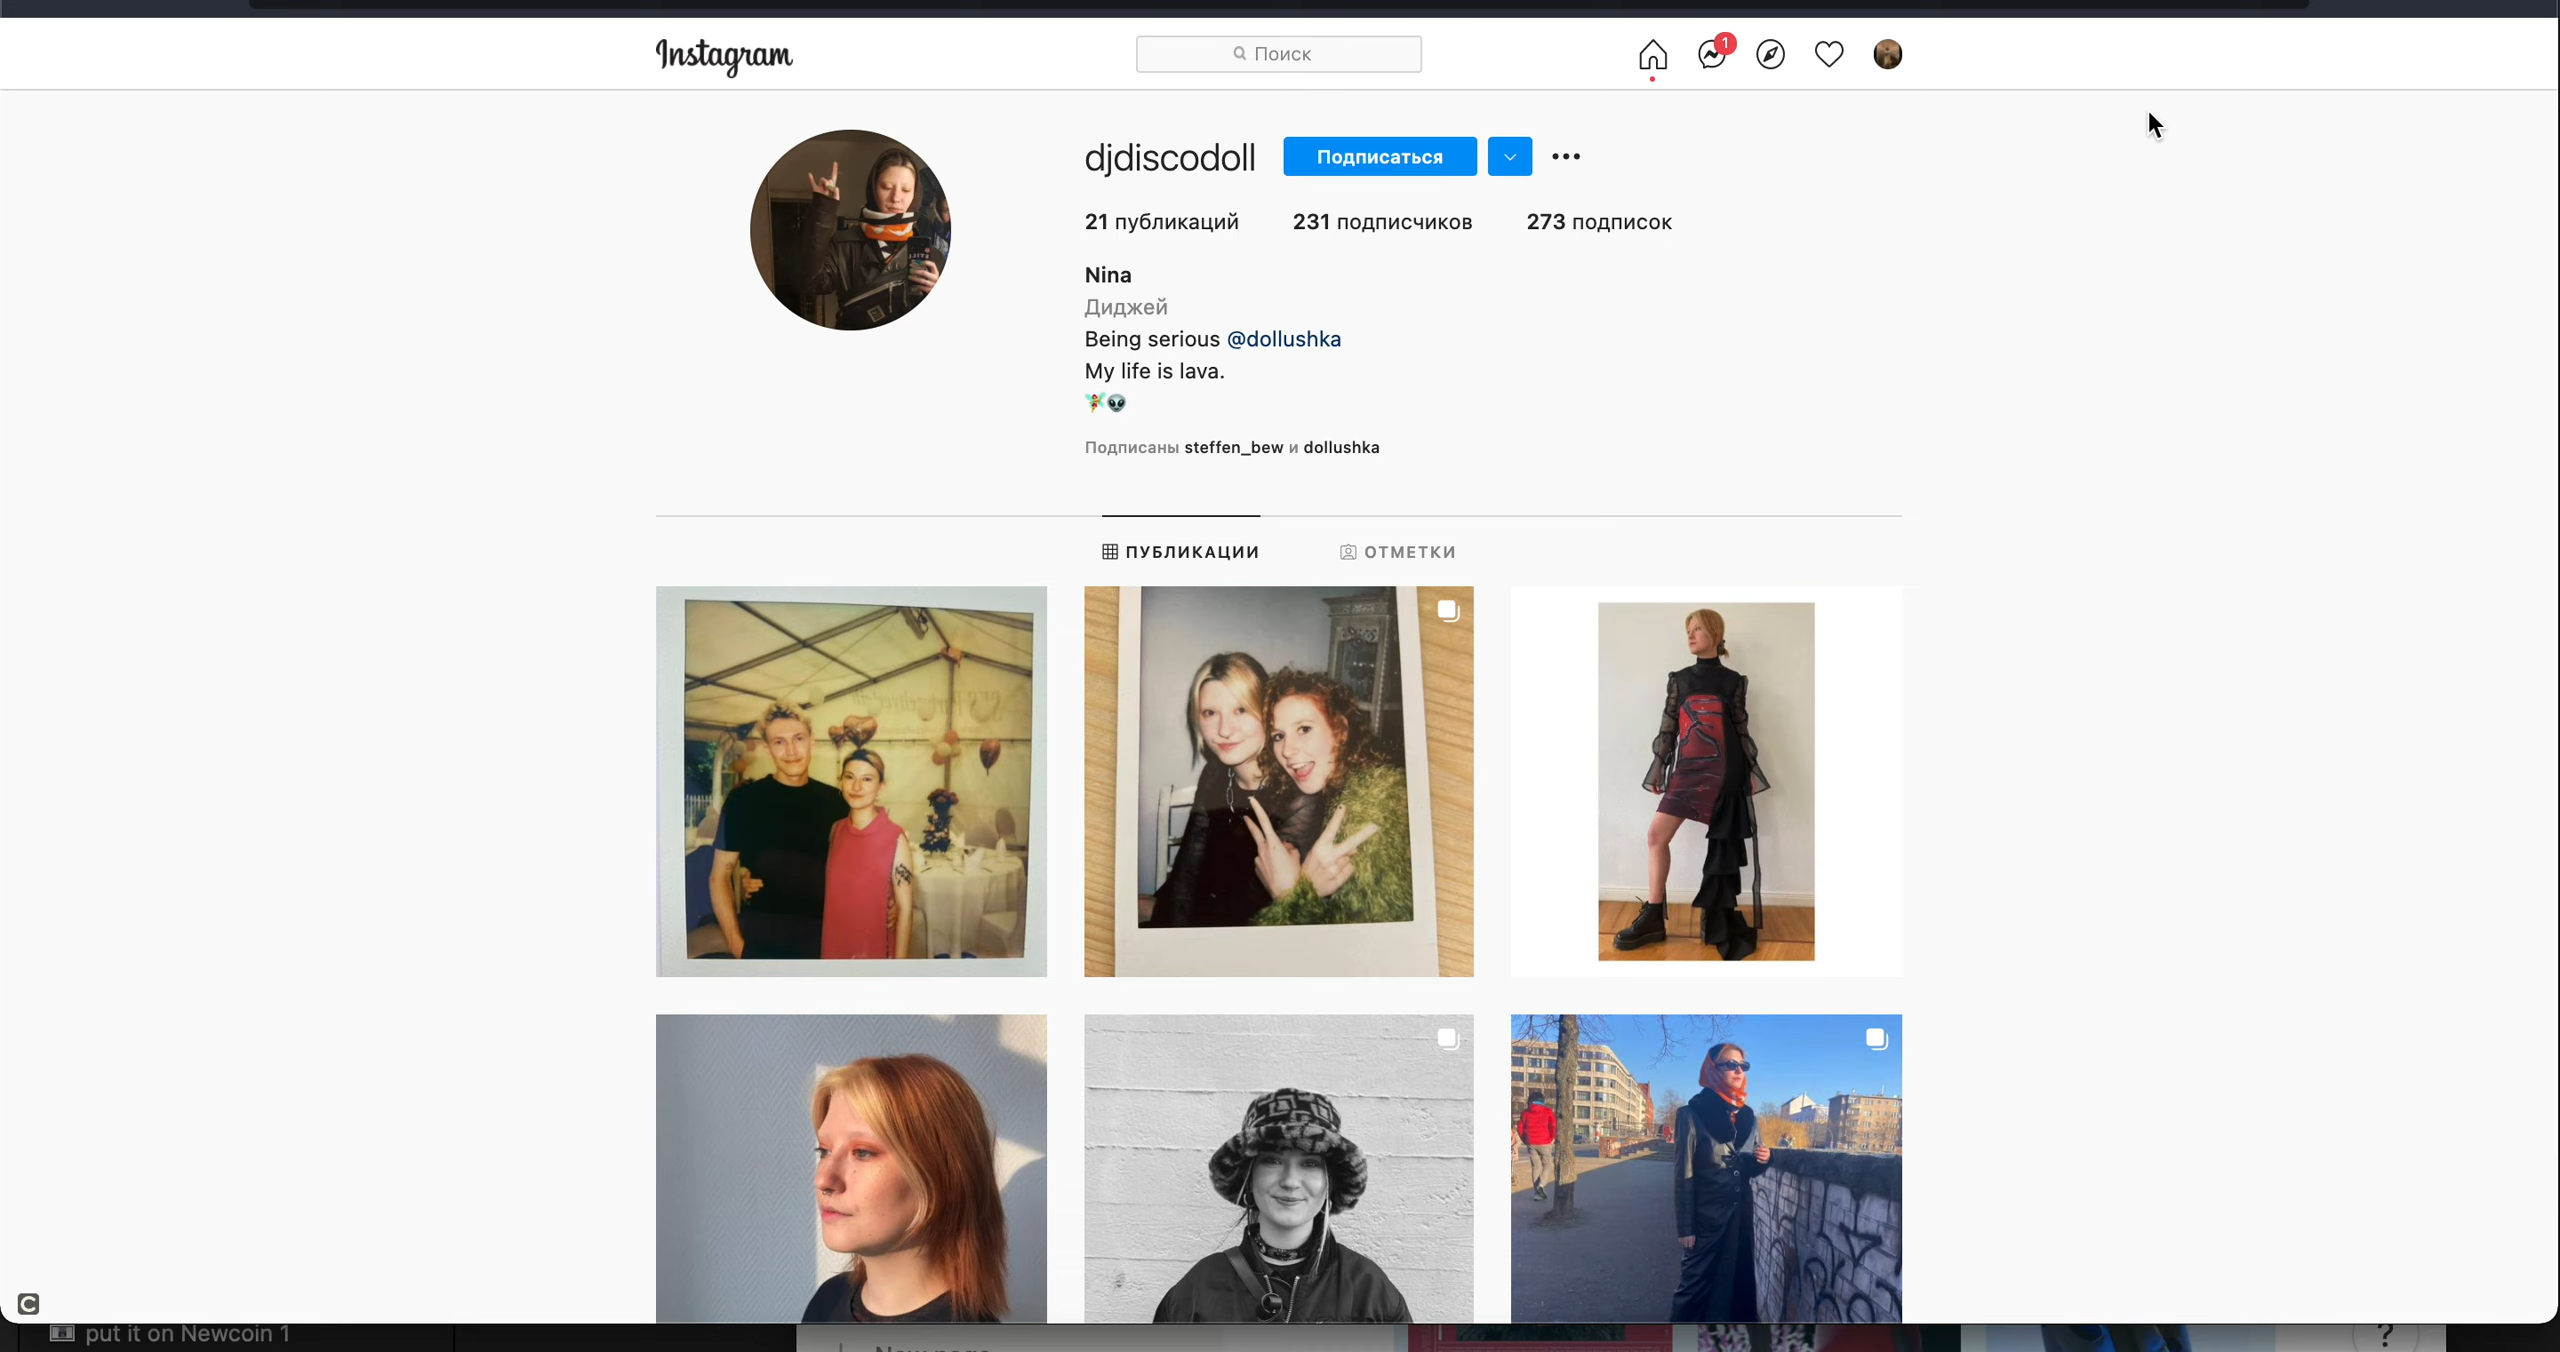 Instagram
Поиск
1
djdiscodoll
Подписаться
21 публикаций 231 подписчиков 273 подписок
Nina
Диджей
Being serious @dollushka
My life is lava.
Подписаны steffen_bew и dollushka
ПУБЛИКАЦИИ ОТМЕТКИ
C
put it on Newcoin 1
?